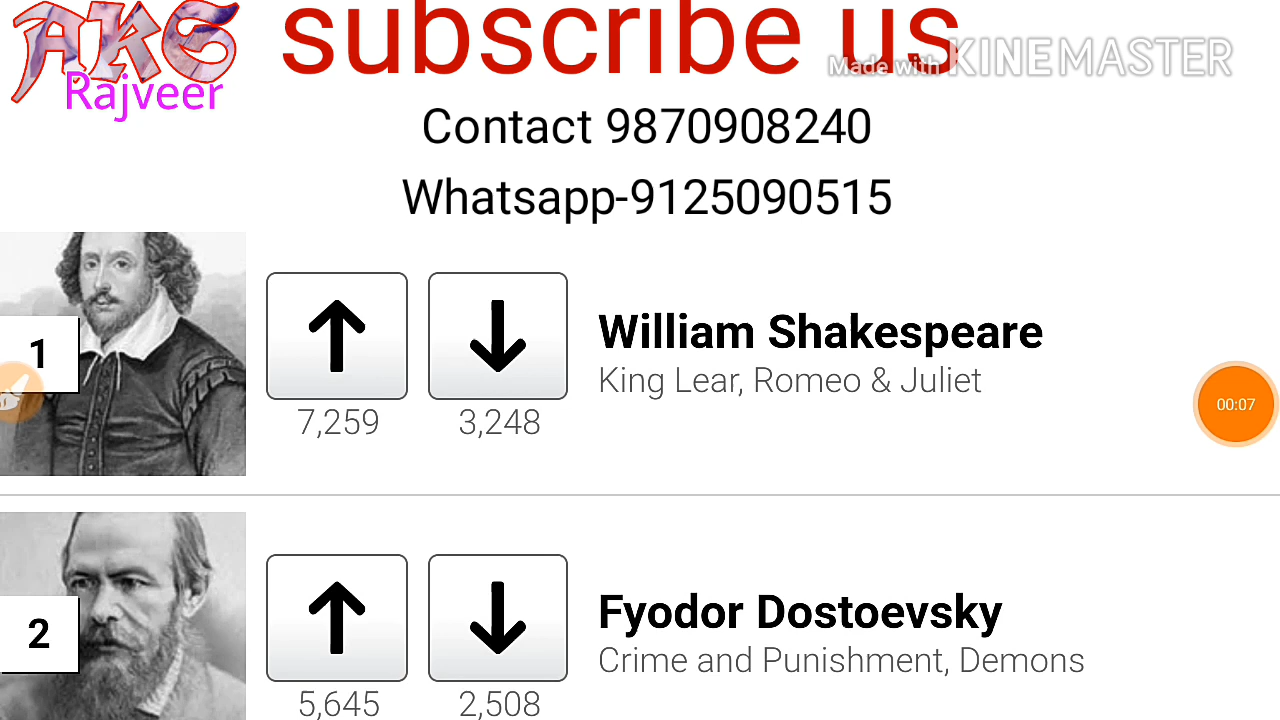 AKG
Rajveer
subscribe us
Made with KINEMASTER
Contact 9870908240
Whatsapp-9125090515
1
7,259
3,248
William Shakespeare
King Lear, Romeo & Juliet
00:07
2
5,645
2,508
Fyodor Dostoevsky
Crime and Punishment, Demons